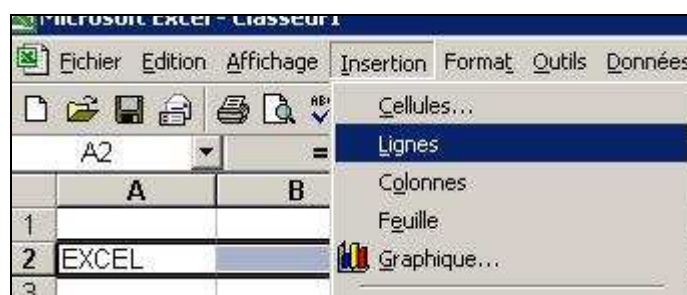 Microsoft Excel - Classeur1
Fichier Edition Affichage Insertion Format Outils Données
Cellules...
A2 =
Lignes
A B
Colonnes
1
Feuille
2 EXCEL
Graphique...
3